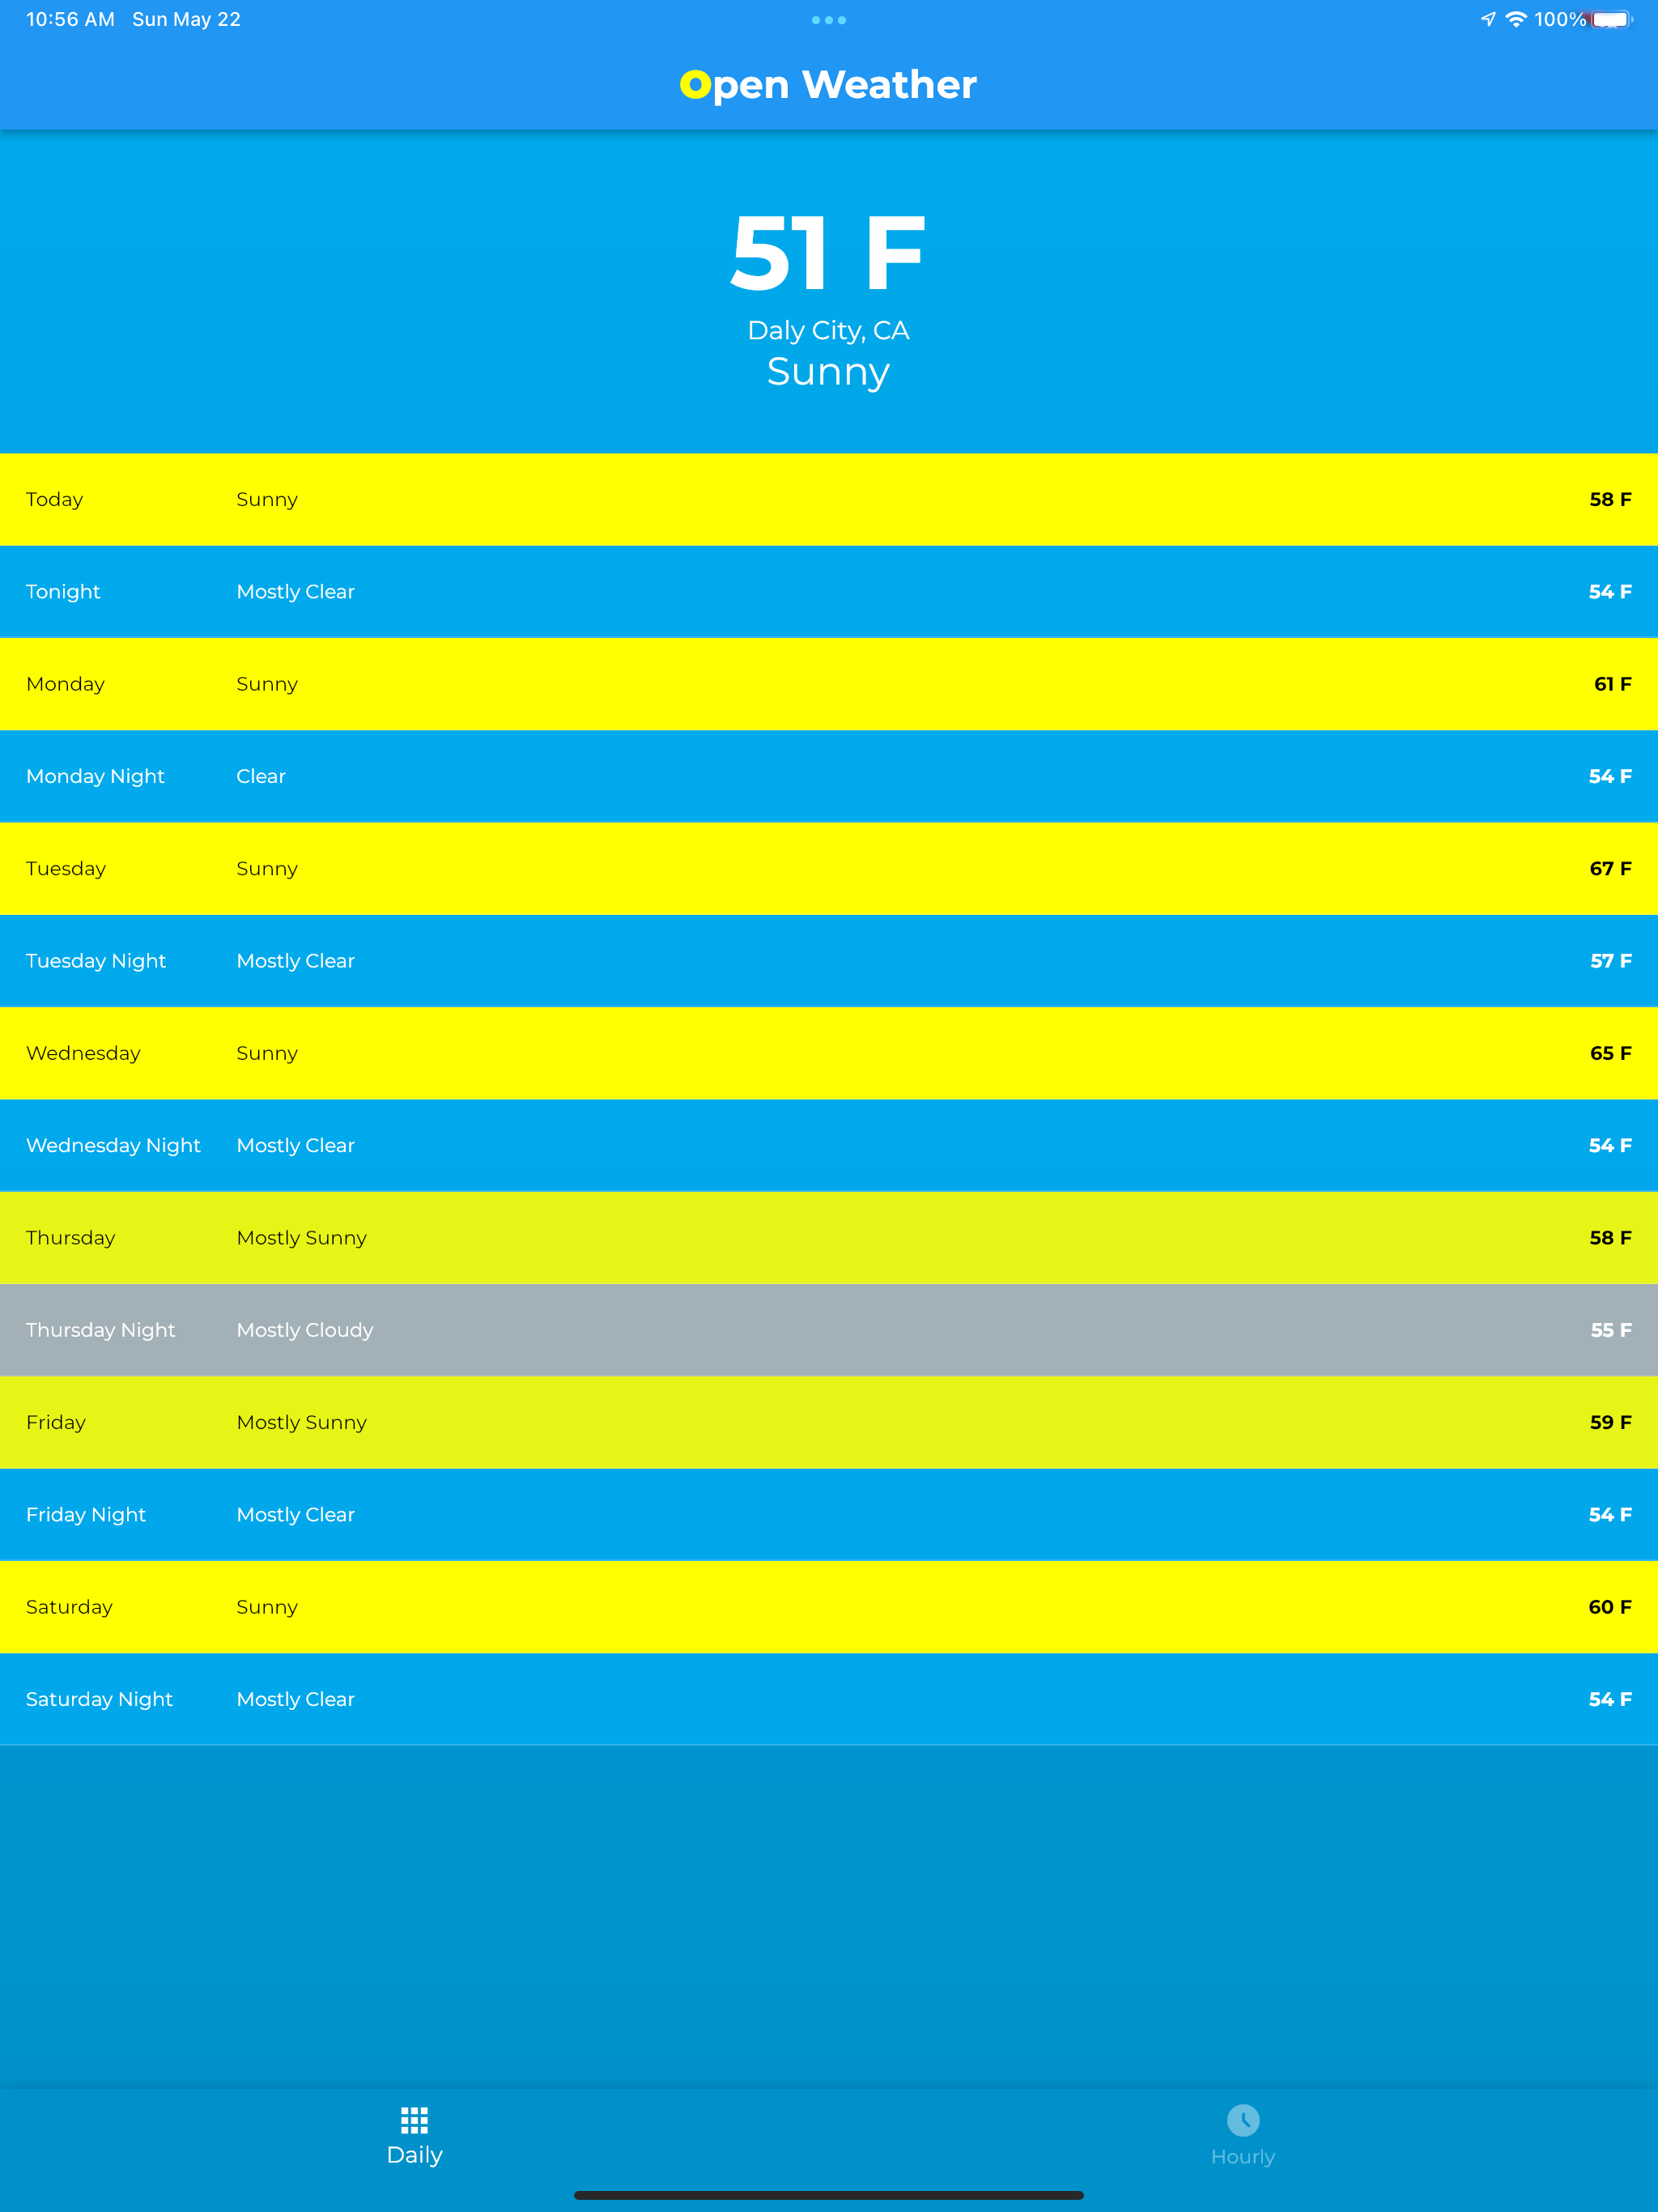 10:56 AM Sun May 22 100%
Open Weather
51 F
Daly City, CA
Sunny
Today Sunny 58 F
Tonight Mostly Clear 54 F
Monday Sunny 61 F
Monday Night Clear 54 F
Tuesday Sunny 67 F
Tuesday Night Mostly Clear 57 F
Wednesday Sunny 65 F
Wednesday Night Mostly Clear 54 F
Thursday Mostly Sunny 58 F
Thursday Night Mostly Cloudy 55 F
Friday Mostly Sunny 59 F
Friday Night Mostly Clear 54 F
Saturday Sunny 60 F
Saturday Night Mostly Clear 54 F
Daily Hourly